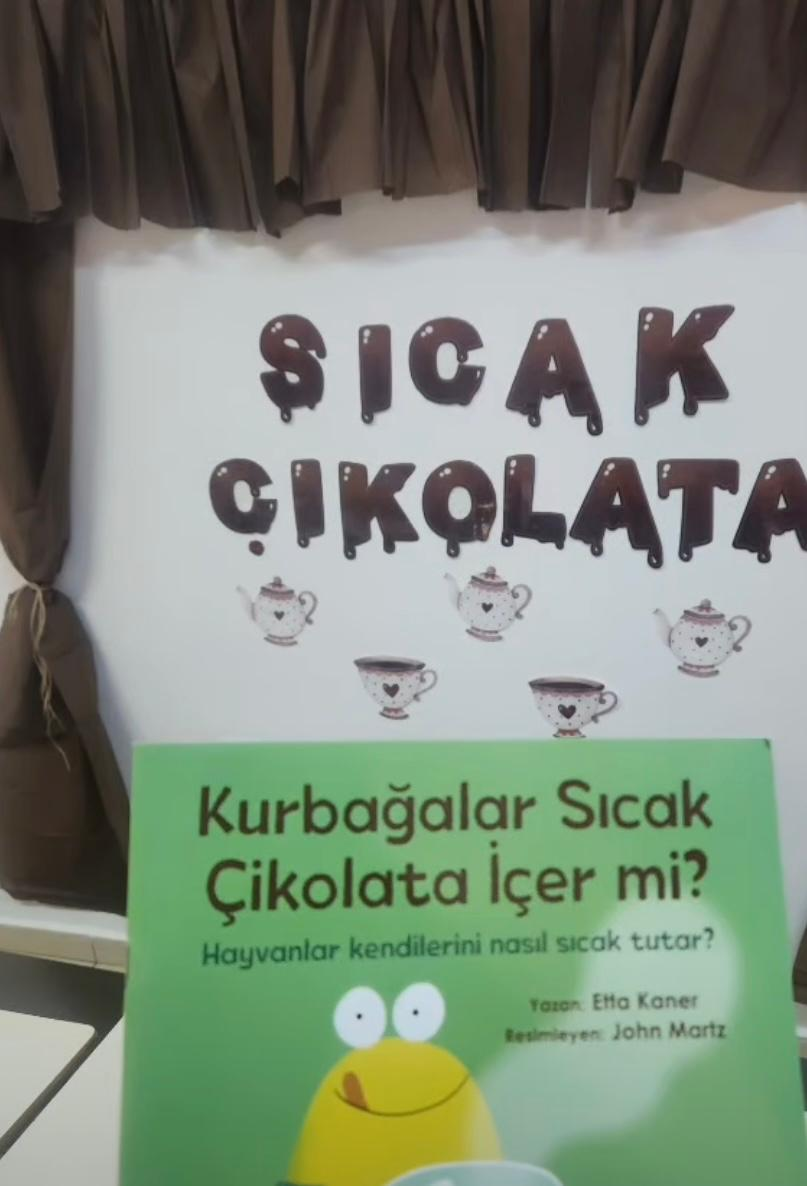 SICAK
ÇIKOLATA
Kurbağalar Sıcak
Çikolata İçer mi?
Hayvanlar kendilerini nasıl sıcak tutar?
Yazan: Etta Kaner
Resimleyen: John Martz